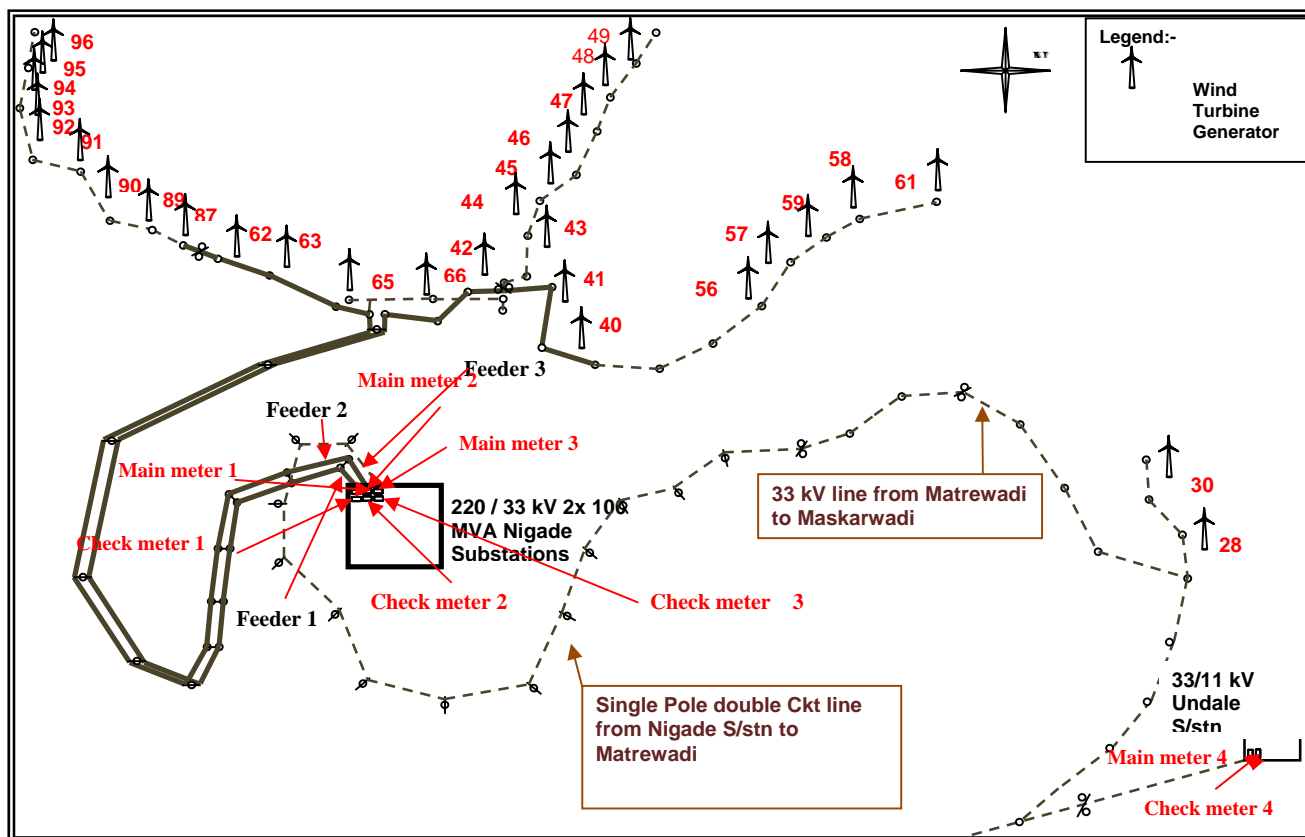 96
95
94
93
92
91
90
89
87
62
63
65
66
42
44
45
46
47
48
49
43
41
40
56
57
59
58
61
Legend:-
Wind
Turbine
Generator
Feeder 3
Main meter 2
Feeder 2
Main meter 3
Main meter 1
220 / 33 kV 2x 100
MVA Nigade
Substations
Check meter 1
Check meter 2
Check meter 3
Feeder 1
33 kV line from Matrewadi
to Maskarwadi
30
28
Single Pole double Ckt line
from Nigade S/stn to
Matrewadi
33/11 kV
Undale
S/stn
Main meter 4
Check meter 4